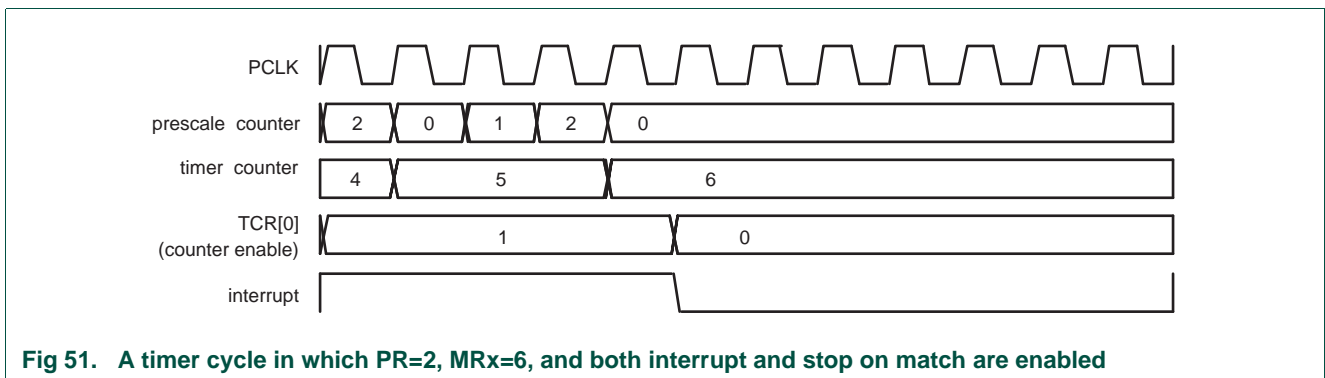 PCLK
prescale counter 2 0 1 2 0
timer counter 4 5 6
TCR[0] 1 0
(counter enable)
interrupt
Fig 51. A timer cycle in which PR=2, MRx=6, and both interrupt and stop on match are enabled